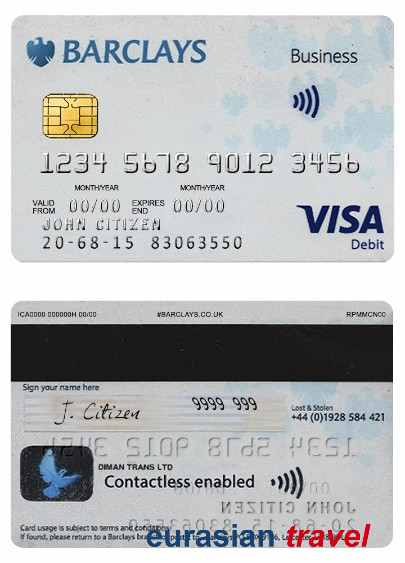 BARCLAYS
Business
1234 5678 9012 3456
MONTH/YEAR MONTH/YEAR
VALID FROM 00/00 EXPIRES END 00/00
JOHN CITIZEN
20-68-15 83063550
VISA
Debit
ICA0000 000000H 00/00 #BARCLAYS.CO.UK RPMMCN00
Sign your name here
J. Citizen 9999 999
Lost & Stolen
+44 (0)1928 584 421
DIMAN TRANS LTD
Contactless enabled
Card usage is subject to terms and conditions
If found, please return to a Barclays
eurasian travel